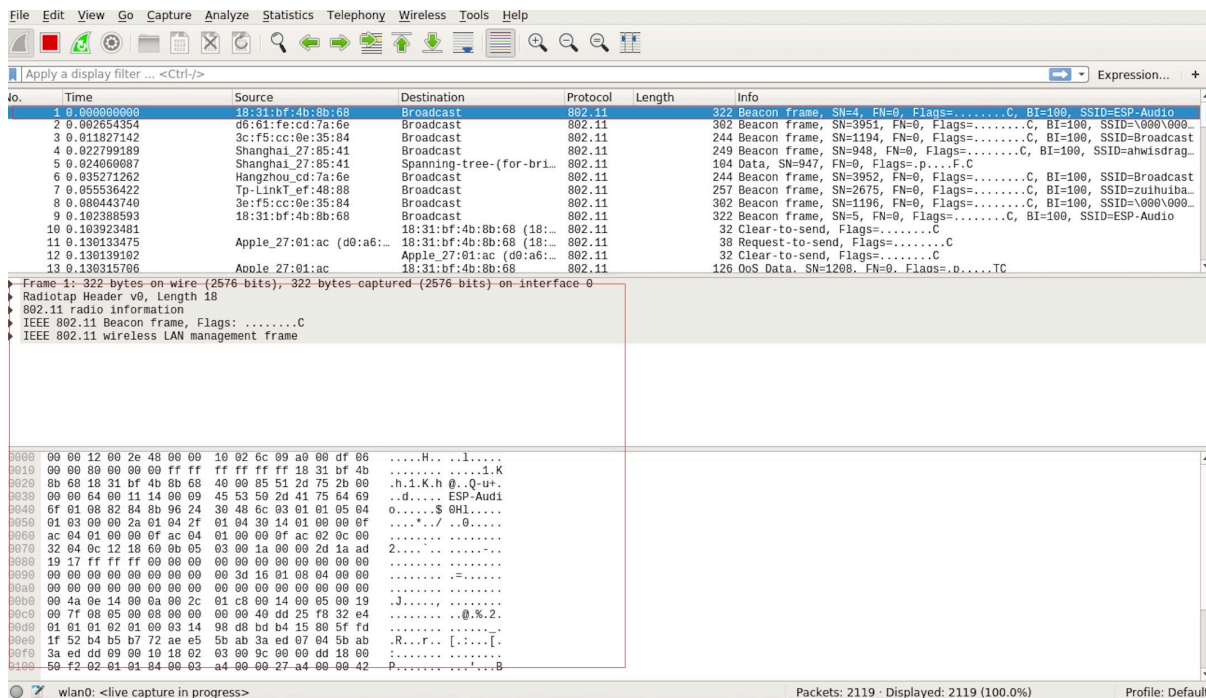 File Edit View Go Capture Analyze Statistics Telephony Wireless Tools Help
Apply a display filter ... <Ctrl-/> Expression... +
No. Time Source Destination Protocol Length Info
1 0.000000000 18:31:bf:4b:8b:68 Broadcast 802.11 322 Beacon frame, SN=4, FN=0, Flags=........C, BI=100, SSID=ESP-Audio
2 0.002654354 d6:61:fe:cd:7a:6e Broadcast 802.11 302 Beacon frame, SN=3951, FN=0, Flags=........C, BI=100, SSID=\000\000…
3 0.011827142 3c:f5:cc:0e:35:84 Broadcast 802.11 244 Beacon frame, SN=1194, FN=0, Flags=........C, BI=100, SSID=Broadcast
4 0.022799189 Shanghai_27:85:41 Broadcast 802.11 249 Beacon frame, SN=948, FN=0, Flags=........C, BI=100, SSID=ahwisdrag…
5 0.024060087 Shanghai_27:85:41 Spanning-tree-(for-bri… 802.11 104 Data, SN=947, FN=0, Flags=.p....F.C
6 0.035271262 Hangzhou_cd:7a:6e Broadcast 802.11 244 Beacon frame, SN=3952, FN=0, Flags=........C, BI=100, SSID=Broadcast
7 0.055536422 Tp-LinkT_ef:48:88 Broadcast 802.11 257 Beacon frame, SN=2675, FN=0, Flags=........C, BI=100, SSID=zuihuiba…
8 0.080443740 3e:f5:cc:0e:35:84 Broadcast 802.11 302 Beacon frame, SN=1196, FN=0, Flags=........C, BI=100, SSID=\000\000…
9 0.102388593 18:31:bf:4b:8b:68 Broadcast 802.11 322 Beacon frame, SN=5, FN=0, Flags=........C, BI=100, SSID=ESP-Audio
10 0.103923481 18:31:bf:4b:8b:68 (18:… 802.11 32 Clear-to-send, Flags=........C
11 0.130133475 Apple_27:01:ac (d0:a6:… 18:31:bf:4b:8b:68 (18:… 802.11 38 Request-to-send, Flags=........C
12 0.130139102 Apple_27:01:ac (d0:a6:… 802.11 32 Clear-to-send, Flags=........C
13 0.130315706 Apple_27:01:ac 18:31:bf:4b:8b:68 802.11 126 QoS Data, SN=1208, FN=0, Flags=.p.....TC
Frame 1: 322 bytes on wire (2576 bits), 322 bytes captured (2576 bits) on interface 0
Radiotap Header v0, Length 18
802.11 radio information
IEEE 802.11 Beacon frame, Flags: ........C
IEEE 802.11 wireless LAN management frame
0000 00 00 12 00 2e 48 00 00 10 02 6c 09 a0 00 df 06 .....H.. ..l.....
0010 00 00 80 00 00 00 ff ff ff ff ff ff 18 31 bf 4b ........ .....1.K
0020 8b 68 18 31 bf 4b 8b 68 40 00 85 51 2d 75 2b 00 .h.1.K.h @..Q-u+.
0030 00 00 64 00 11 14 00 09 45 53 50 2d 41 75 64 69 ..d..... ESP-Audi
0040 6f 01 08 82 84 8b 96 24 30 48 6c 03 01 01 05 04 o......$ 0Hl.....
0050 01 03 00 00 2a 01 04 2f 01 04 30 14 01 00 00 0f ....*../ ..0.....
0060 ac 04 01 00 00 0f ac 04 01 00 00 0f ac 02 0c 00 ........ ........
0070 32 04 0c 12 18 60 0b 05 03 00 1a 00 00 2d 1a ad 2....`.. .....-..
0080 19 17 ff ff ff 00 00 00 00 00 00 00 00 00 00 00 ........ ........
0090 00 00 00 00 00 00 00 00 00 3d 16 01 08 04 00 00 ........ .=......
00a0 00 00 00 00 00 00 00 00 00 00 00 00 00 00 00 00 ........ ........
00b0 00 4a 0e 14 00 0a 00 2c 01 c8 00 14 00 05 00 19 .J....., ........
00c0 00 7f 08 05 00 08 00 00 00 00 40 dd 25 f8 32 e4 ........ ..@.%.2.
00d0 01 01 01 02 01 00 03 14 98 d8 bd b4 15 80 5f fd ........ ......_.
00e0 1f 52 b4 b5 b7 72 ae e5 5b ab 3a ed 07 04 5b ab .R...r.. [.:...[.
00f0 3a ed dd 09 00 10 18 02 03 00 9c 00 00 dd 18 00 :....... ........
0100 50 f2 02 01 01 84 00 03 a4 00 00 27 a4 00 00 42 P....... ...'...B
wlan0: <live capture in progress> Packets: 2119 · Displayed: 2119 (100.0%) Profile: Default